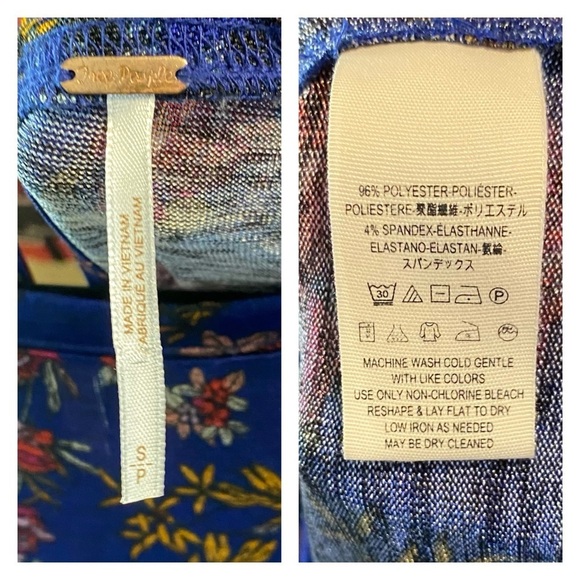 Free People
MADE IN VIETNAM
FABRIQUE AU VIETNAM
S-P
96% POLYESTER-POLIÉSTER-
POLIESTERE-聚酯纖維-ポリエステル
4% SPANDEX-ÉLASTHANNE-
ELASTANO-ELASTAN-氨綸-
スパンデックス
30
P
MACHINE WASH COLD GENTLE
WITH LIKE COLORS
USE ONLY NON-CHLORINE BLEACH
RESHAPE & LAY FLAT TO DRY
LOW IRON AS NEEDED
MAY BE DRY CLEANED